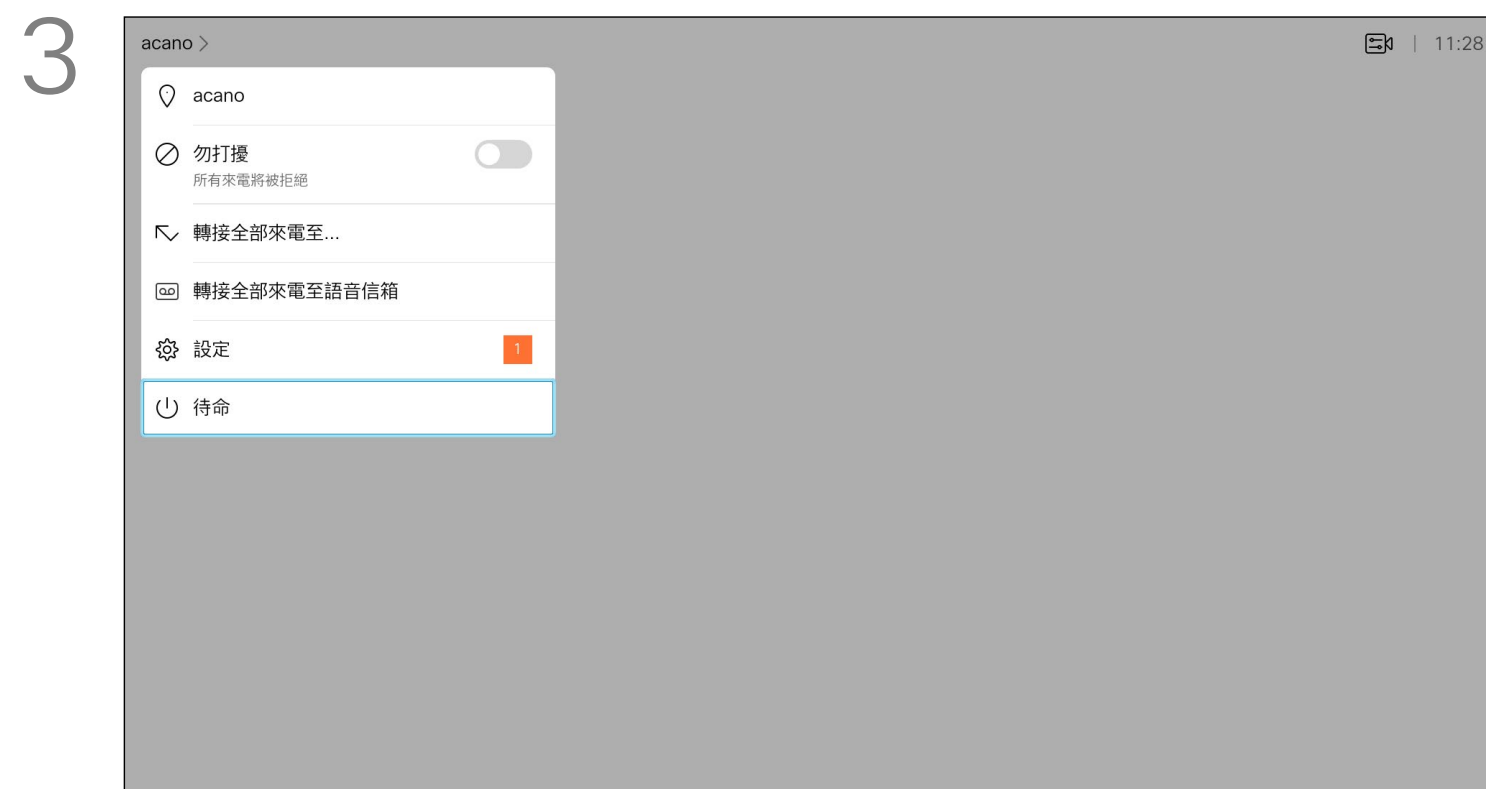 3
acano >
11:28
acano
勿打擾
所有來電將被拒絕
轉接全部來電至...
轉接全部來電至語音信箱
設定
1
待命